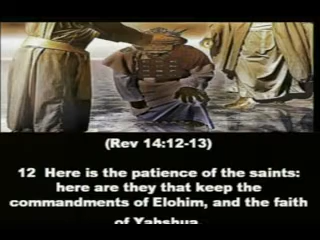 (Rev 14:12-13)
12 Here is the patience of the saints:
here are they that keep the
commandments of Elohim, and the faith
of Yahshua.